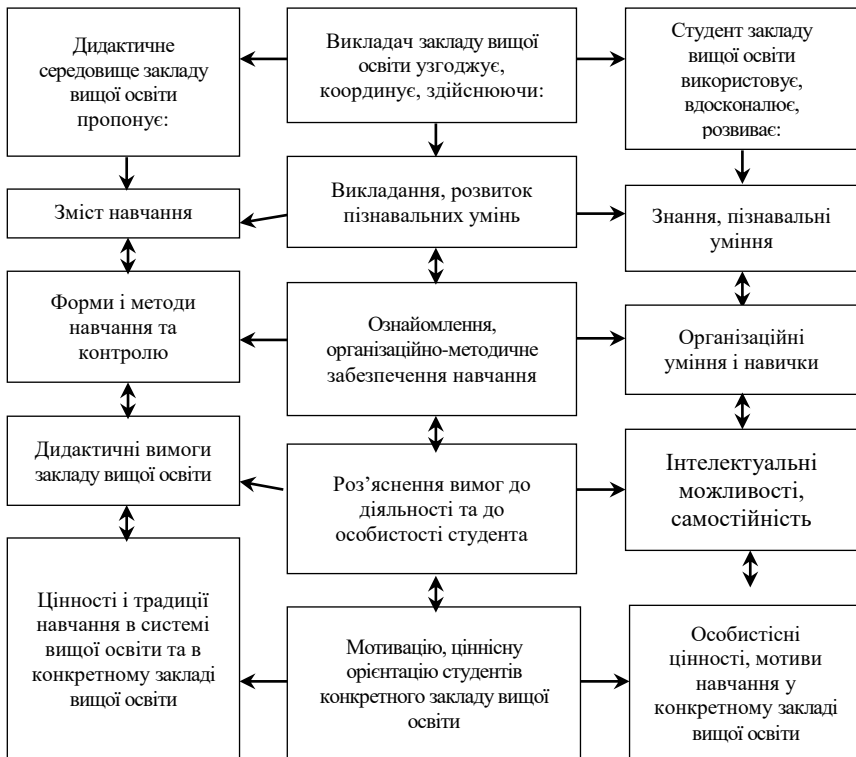 Дидактичне
середовище закладу
вищої освіти
пропонує:
Викладач закладу вищої
освіти узгоджує,
координує, здійснюючи:
Студент закладу
вищої освіти
використовує,
вдосконалює,
розвиває:
Зміст навчання
Викладання, розвиток
пізнавальних умінь
Знання, пізнавальні
уміння
Форми і методи
навчання та
контролю
Ознайомлення,
організаційно-методичне
забезпечення навчання
Організаційні
уміння і навички
Дидактичні вимоги
закладу вищої освіти
Роз’яснення вимог до
діяльності та до
особистості студента
Інтелектуальні
можливості,
самостійність
Цінності і традиції
навчання в системі
вищої освіти та в
конкретному закладі
вищої освіти
Мотивацію, ціннісну
орієнтацію студентів
конкретного закладу вищої
освіти
Особистісні
цінності, мотиви
навчання у
конкретному закладі
вищої освіти